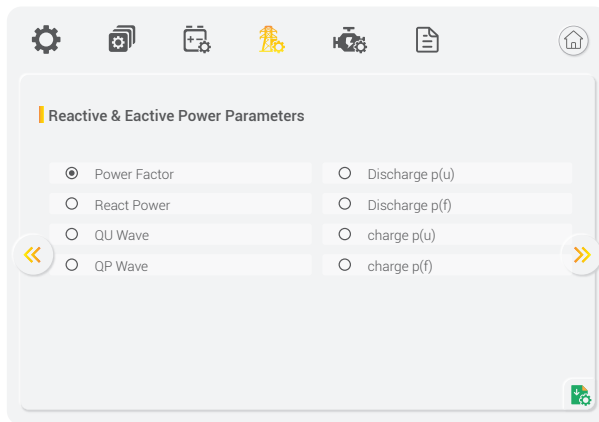 Reactive & Eactive Power Parameters
Power Factor
Discharge p(u)
React Power
Discharge p(f)
QU Wave
charge p(u)
QP Wave
charge p(f)